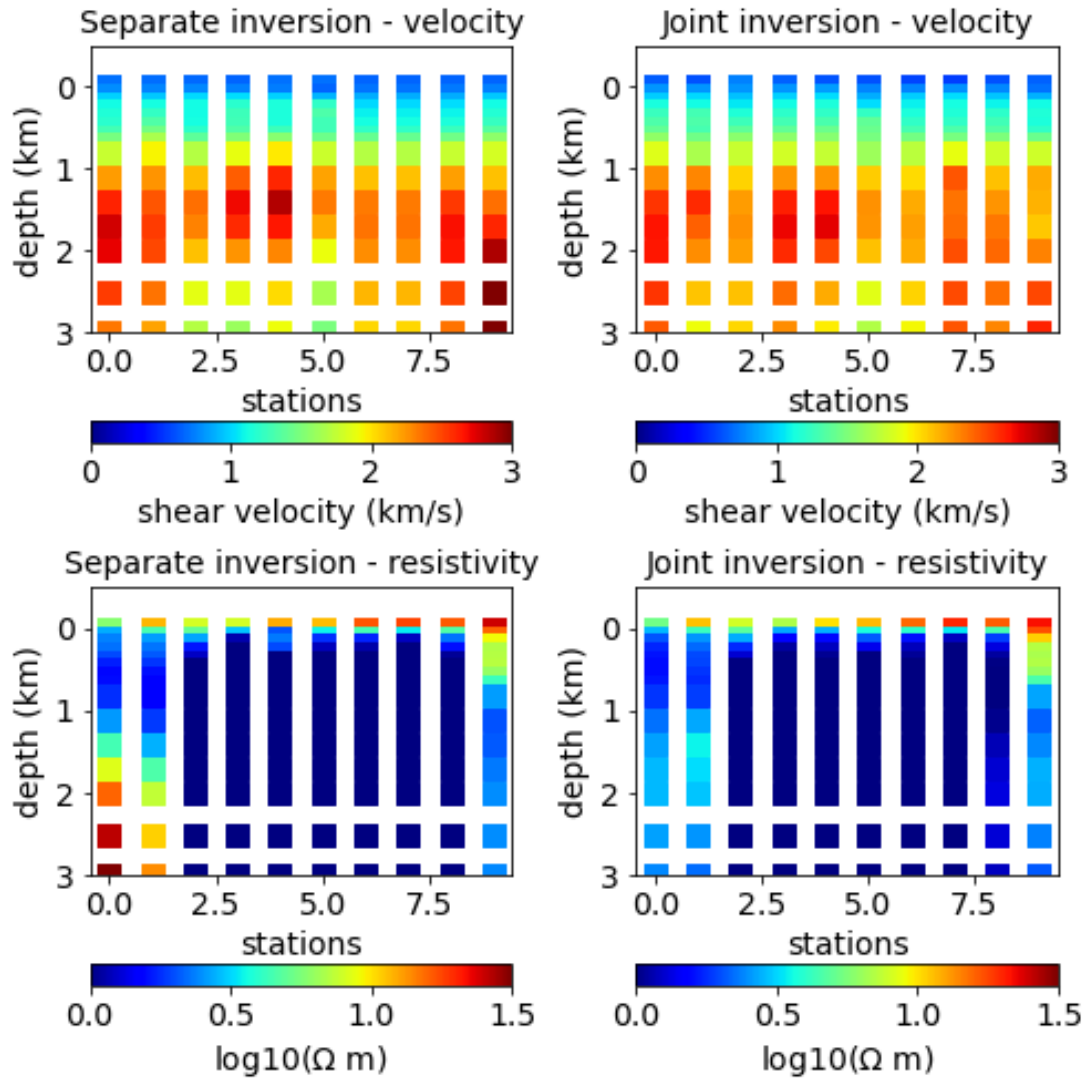 Separate inversion - velocity
Joint inversion - velocity
depth (km)
0
1
2
3
0.0 2.5 5.0 7.5
stations
0 1 2 3
shear velocity (km/s)
depth (km)
0
1
2
3
0.0 2.5 5.0 7.5
stations
0 1 2 3
shear velocity (km/s)
Separate inversion - resistivity
Joint inversion - resistivity
depth (km)
0
1
2
3
0.0 2.5 5.0 7.5
stations
0.0 0.5 1.0 1.5
log10(Ω m)
depth (km)
0
1
2
3
0.0 2.5 5.0 7.5
stations
0.0 0.5 1.0 1.5
log10(Ω m)